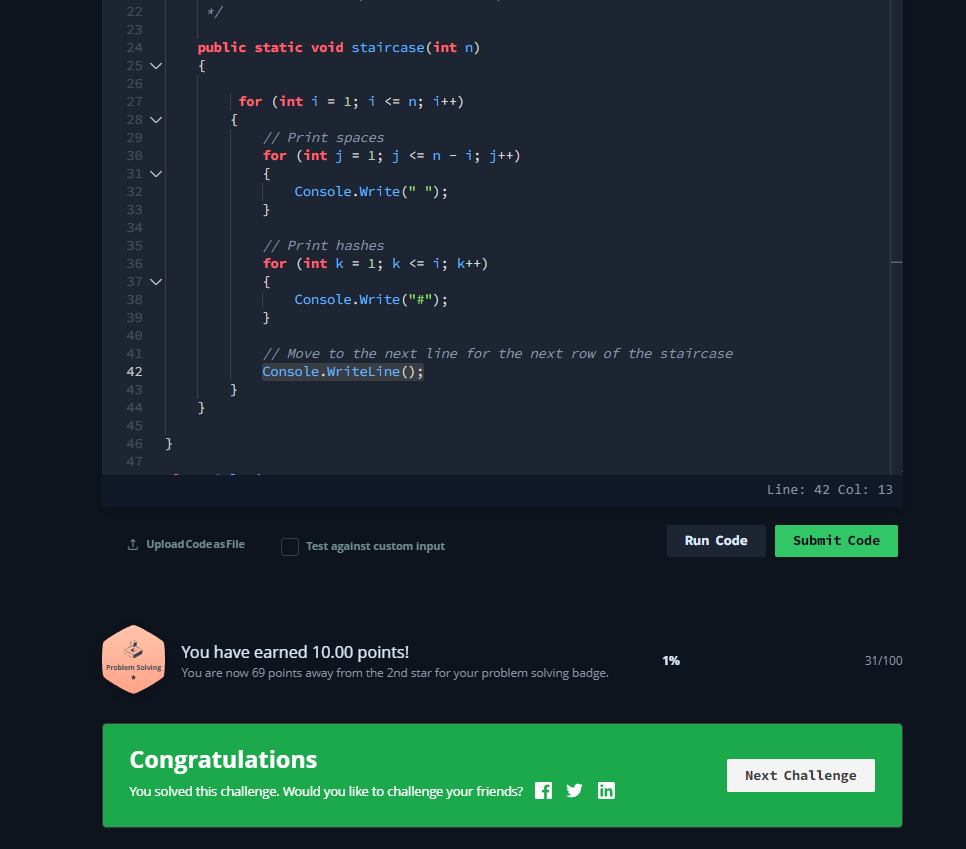 22 */
23
24 public static void staircase(int n)
25 {
26
27 for (int i = 1; i <= n; i++)
28 {
29 // Print spaces
30 for (int j = 1; j <= n - i; j++)
31 {
32 Console.Write(" ");
33 }
34
35 // Print hashes
36 for (int k = 1; k <= i; k++)
37 {
38 Console.Write("#");
39 }
40
41 // Move to the next line for the next row of the staircase
42 Console.WriteLine();
43 }
44 }
45
46 }
47
Line: 42 Col: 13
Upload Code as File
Test against custom input
Run Code
Submit Code
Problem Solving
You have earned 10.00 points!
You are now 69 points away from the 2nd star for your problem solving badge.
1%
31/100
Congratulations
You solved this challenge. Would you like to challenge your friends?
Next Challenge